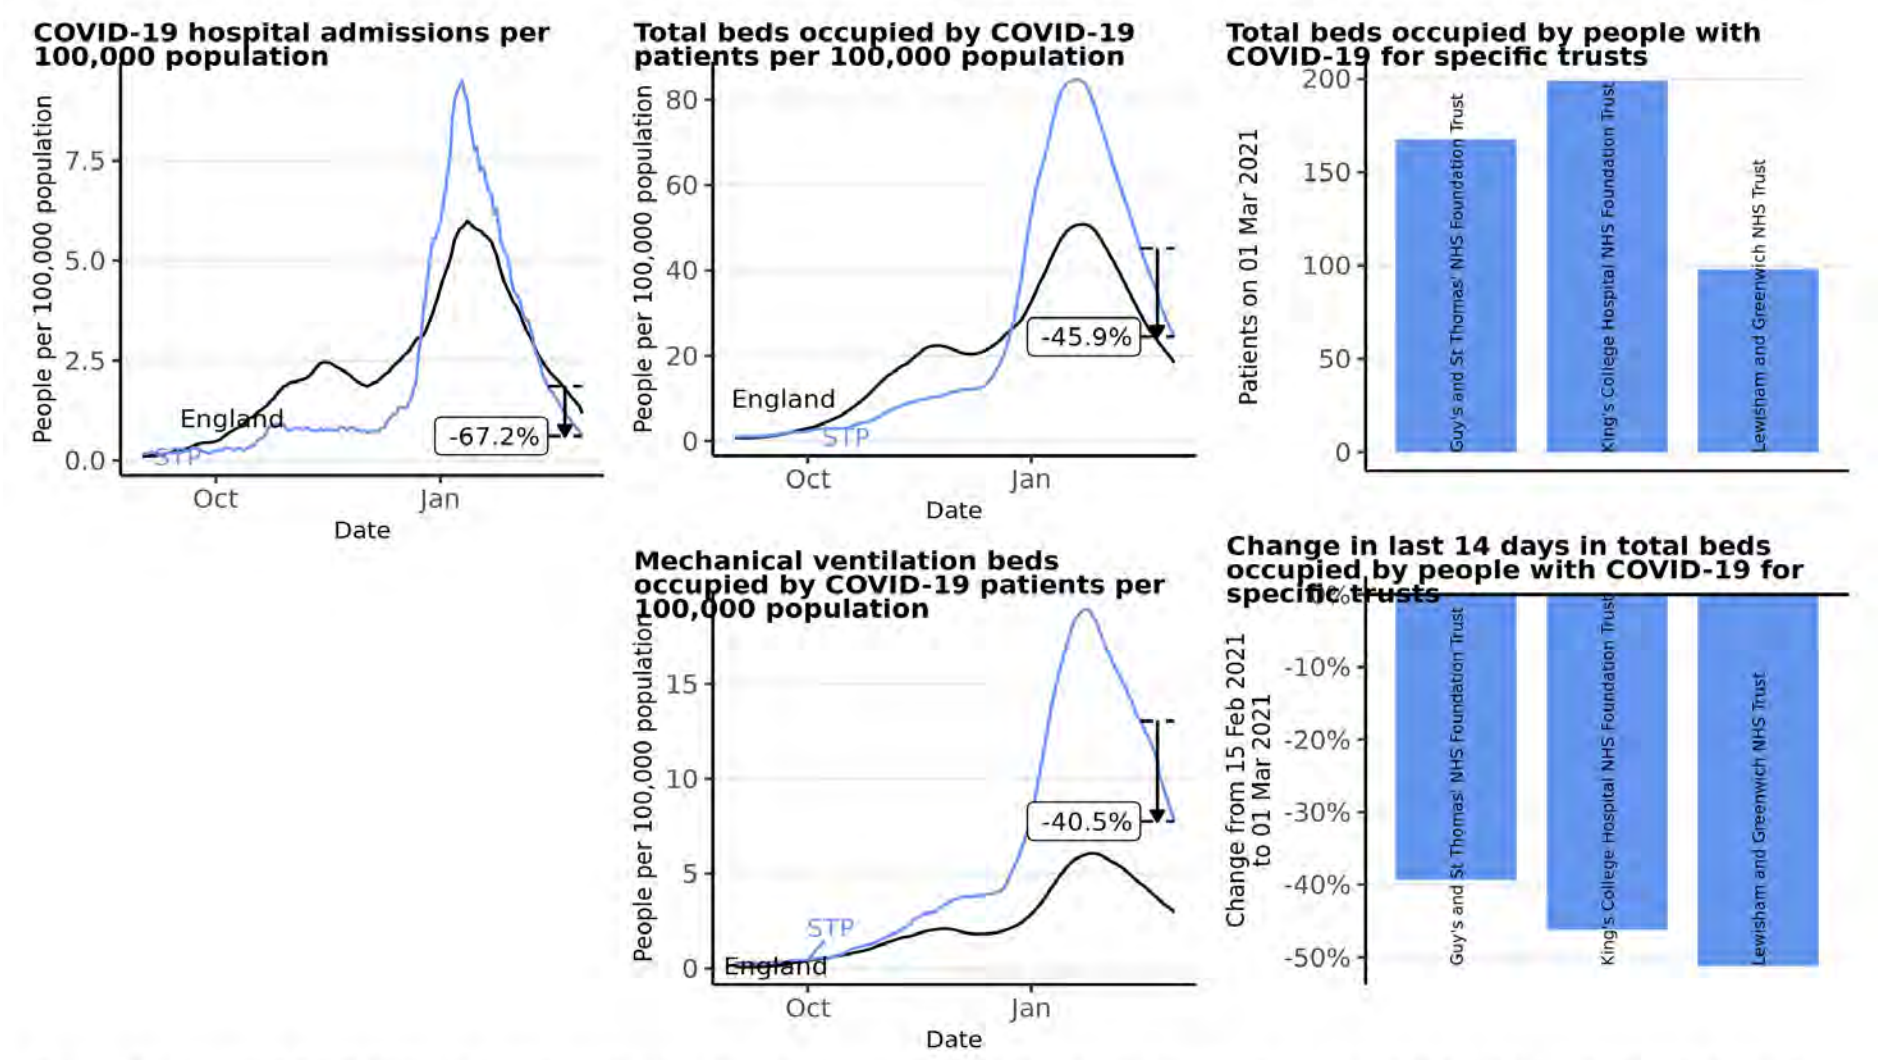 COVID-19 hospital admissions per
100,000 population
People per 100,000 population
7.5
5.0
2.5
0.0
England
STP
-67.2%
Oct
Jan
Date
Total beds occupied by COVID-19
patients per 100,000 population
People per 100,000 population
80
60
40
20
0
England
STP
-45.9%
Oct
Jan
Date
Total beds occupied by people with
COVID-19 for specific trusts
Patients on 01 Mar 2021
200
150
100
50
0
Guy's and St Thomas' NHS Foundation Trust
King's College Hospital NHS Foundation Trust
Lewisham and Greenwich NHS Trust
Mechanical ventilation beds
occupied by COVID-19 patients per
100,000 population
People per 100,000 population
15
10
5
0
STP
England
-40.5%
Oct
Jan
Date
Change in last 14 days in total beds
occupied by people with COVID-19 for
specific trusts
Change from 15 Feb 2021
to 01 Mar 2021
0%
-10%
-20%
-30%
-40%
-50%
Guy's and St Thomas' NHS Foundation Trust
King's College Hospital NHS Foundation Trust
Lewisham and Greenwich NHS Trust